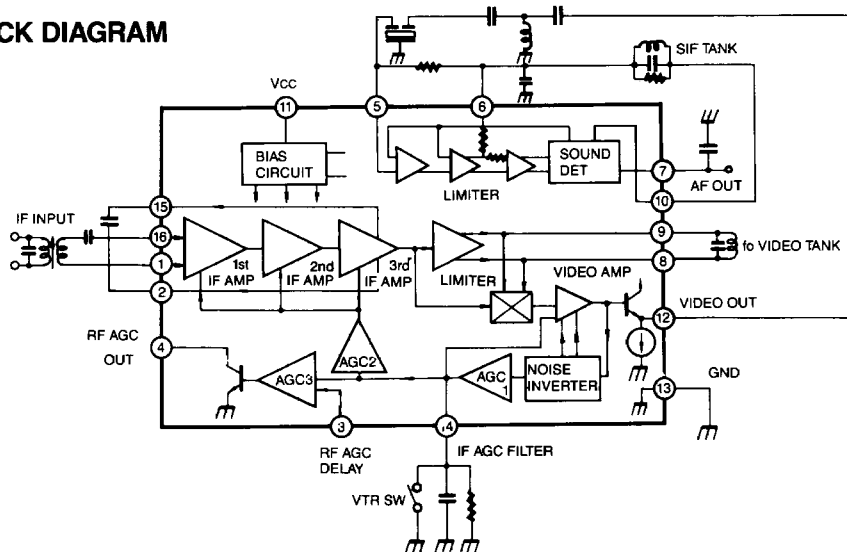 CK DIAGRAM
SIF TANK
Vcc
11
5
6
BIAS
CIRCUIT
SOUND
DET
LIMITER
7
AF OUT
10
IF INPUT
15
16
1
2
1st
IF AMP
2nd
IF AMP
3rd
IF AMP
LIMITER
9
8
fo VIDEO TANK
VIDEO AMP
VIDEO OUT
12
RF AGC
OUT
4
AGC2
AGC3
AGC
1
NOISE
INVERTER
13
GND
3
14
RF AGC
DELAY
IF AGC FILTER
VTR SW